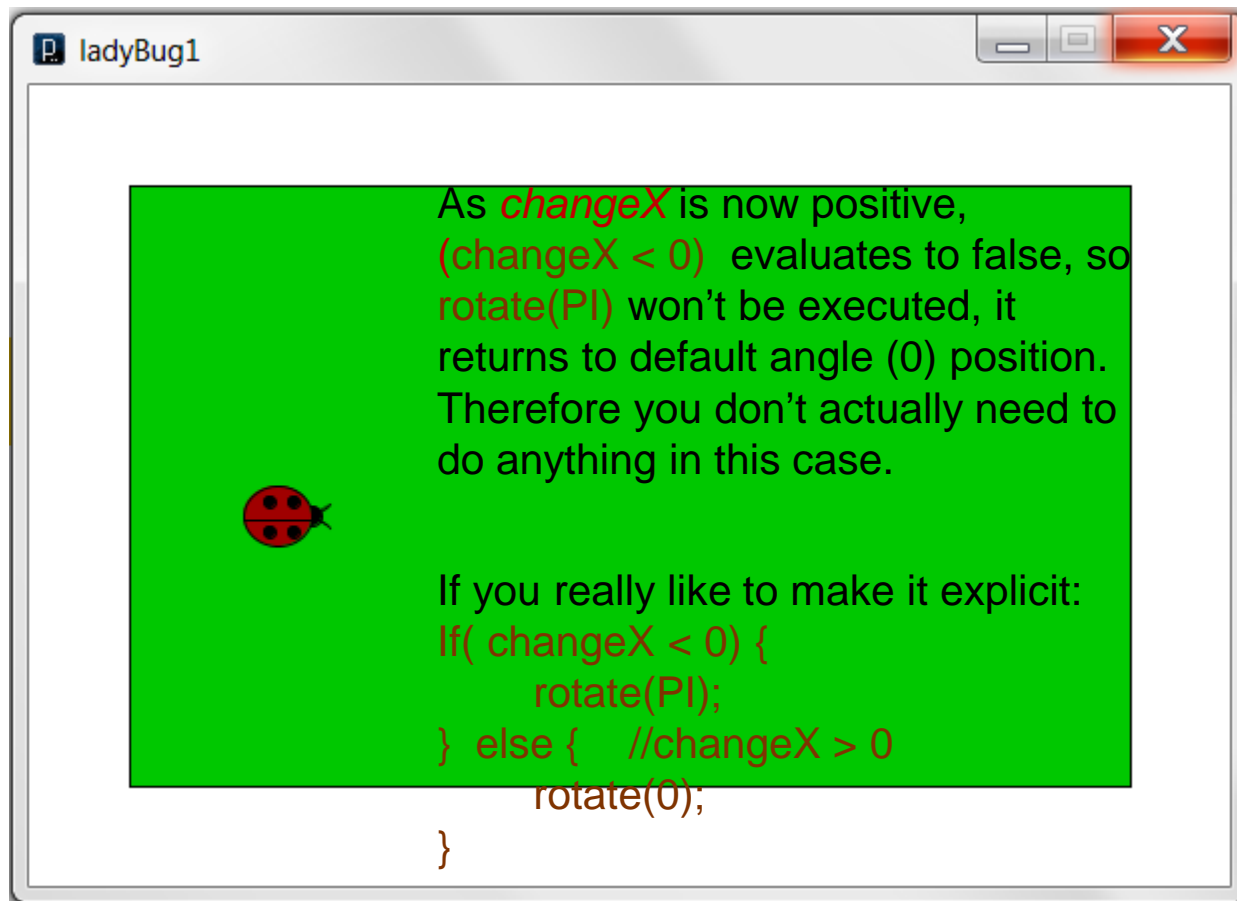 ladyBug1
As changeX is now positive,
(changeX < 0)  evaluates to false, so
rotate(PI) won’t be executed, it
returns to default angle (0) position.
Therefore you don’t actually need to
do anything in this case.
If you really like to make it explicit:
If( changeX < 0) {
rotate(PI);
}  else {    //changeX > 0
rotate(0);
}